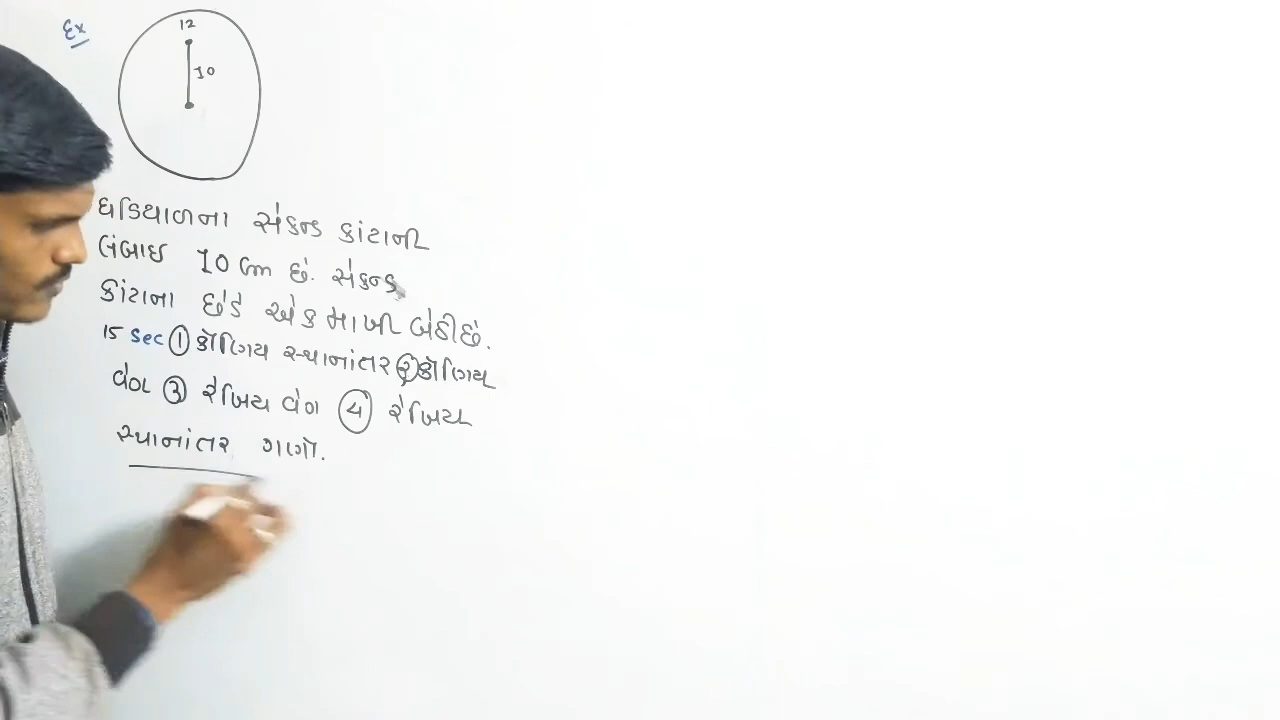 Ex
12
10
ઘડિયાળના સેકન્ડ કાંટાની
લંબાઈ 10 cm છે. સેકન્ડ
કાંટાના છેડે એક માખી બેઠી છે.
15 sec ① કોણિય સ્થાનાંતર ② કોણિય
વેગ ③ રેખિય વેગ ④ રેખિય
સ્થાનાંતર ગણો.